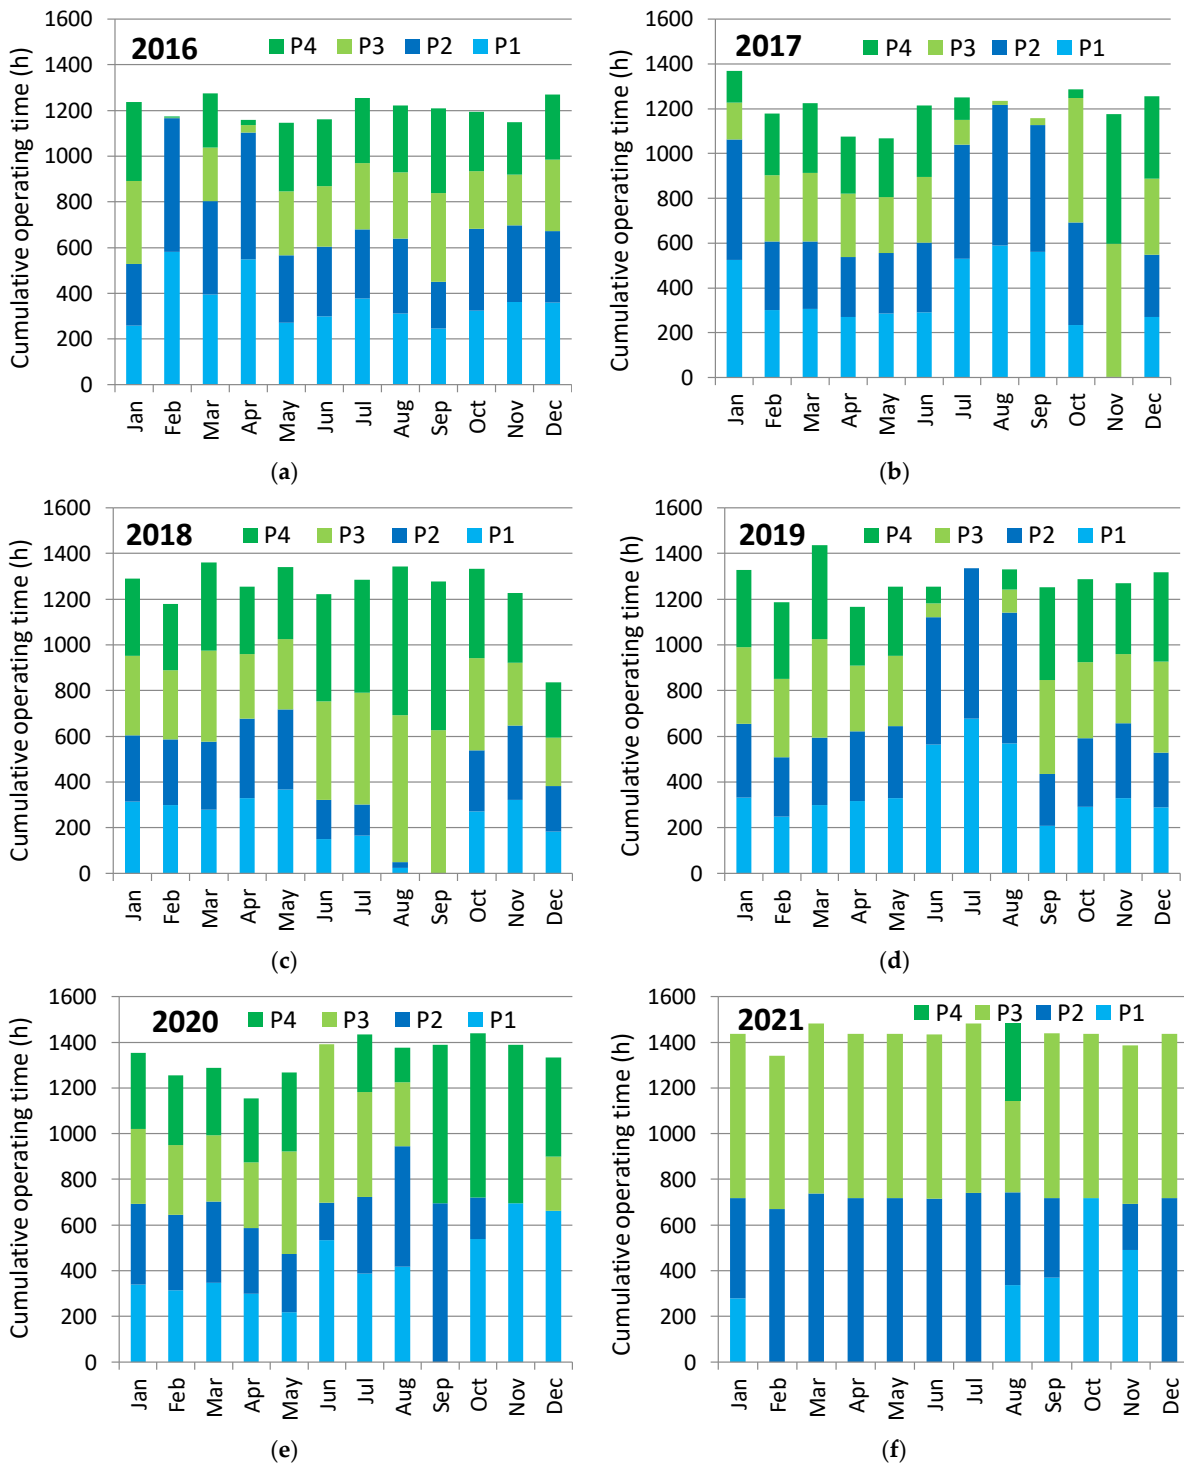 2016
P4 P3 P2 P1
Cumulative operating time (h)
1600
1400
1200
1000
800
600
400
200
0
Jan Feb Mar Apr May Jun Jul Aug Sep Oct Nov Dec
(a)
2017
P4 P3 P2 P1
Cumulative operating time (h)
1600
1400
1200
1000
800
600
400
200
0
Jan Feb Mar Apr May Jun Jul Aug Sep Oct Nov Dec
(b)
2018
P4 P3 P2 P1
Cumulative operating time (h)
1600
1400
1200
1000
800
600
400
200
0
Jan Feb Mar Apr May Jun Jul Aug Sep Oct Nov Dec
(c)
2019
P4 P3 P2 P1
Cumulative operating time (h)
1600
1400
1200
1000
800
600
400
200
0
Jan Feb Mar Apr May Jun Jul Aug Sep Oct Nov Dec
(d)
2020
P4 P3 P2 P1
Cumulative operating time (h)
1600
1400
1200
1000
800
600
400
200
0
Jan Feb Mar Apr May Jun Jul Aug Sep Oct Nov Dec
(e)
2021
P4 P3 P2 P1
Cumulative operating time (h)
1600
1400
1200
1000
800
600
400
200
0
Jan Feb Mar Apr May Jun Jul Aug Sep Oct Nov Dec
(f)